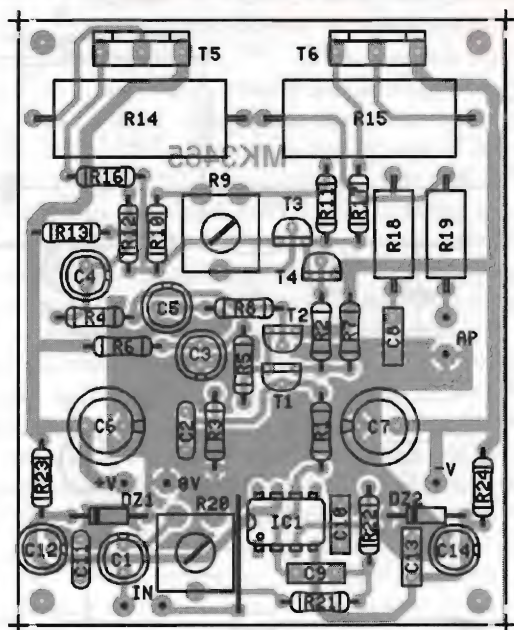 T5 T6
R14 R15
MK3465
R16 R9
R12 R10 T3 R11 R17
R13 R18 R19
C4 T4
C5 R8
R4 T2 R2 R7 C8 AP
R6 C3 R5
T1
C6 C2 R3 R1 C7
R23 +V 0V -V R24
DZ1 R20 DZ2
IC1 C10 R22
C12 C11 C1 C13 C14
C9
IN R21